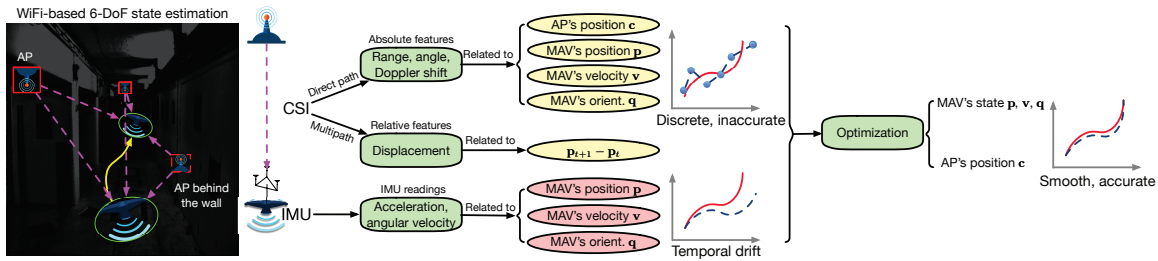 WiFi-based 6-DoF state estimation
AP
AP behind
the wall
CSI
Direct path
Multipath
IMU
Absolute features
Range, angle,
Doppler shift
Related to
AP's position c
MAV's position p
MAV's velocity v
MAV's orient. q
Discrete, inaccurate
Relative features
Displacement
Related to
pₜ₊₁ − pₜ
IMU readings
Acceleration,
angular velocity
Related to
MAV's position p
MAV's velocity v
MAV's orient. q
Temporal drift
Optimization
MAV's state p, v, q
AP's position c
Smooth, accurate